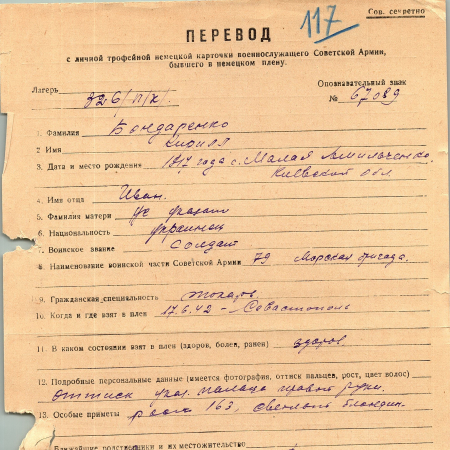 117
Сов. секретно
ПЕРЕВОД
с личной трофейной немецкой карточки военнослужащего Советской Армии,
бывшего в немецком плену.
Лагерь 326/п/к/.
Опознавательный знак
№ 67089
1. Фамилия Бондаренко
2. Имя Кирилл
3. Дата и место рождения 1917 года с. Малая
Киевской обл.
4. Имя отца Иван.
5. Фамилия матери не указан
6. Национальность украинец
7. Воинское звание Солдат
8. Наименование воинской части Советской Армии 79 Морская бригада.
9. Гражданская специальность токарь
10. Когда и где взят в плен 17.6.42 – Севастополь
11. В каком состоянии взят в плен (здоров, болен, ранен) здоров
12. Подробные персональные данные (имеется фотография, оттиск пальцев, рост, цвет волос)
оттиск указ. пальца правой руки.
13. Особые приметы рост 163, светлый блондин.
Ближайшие родственники и их местожительство